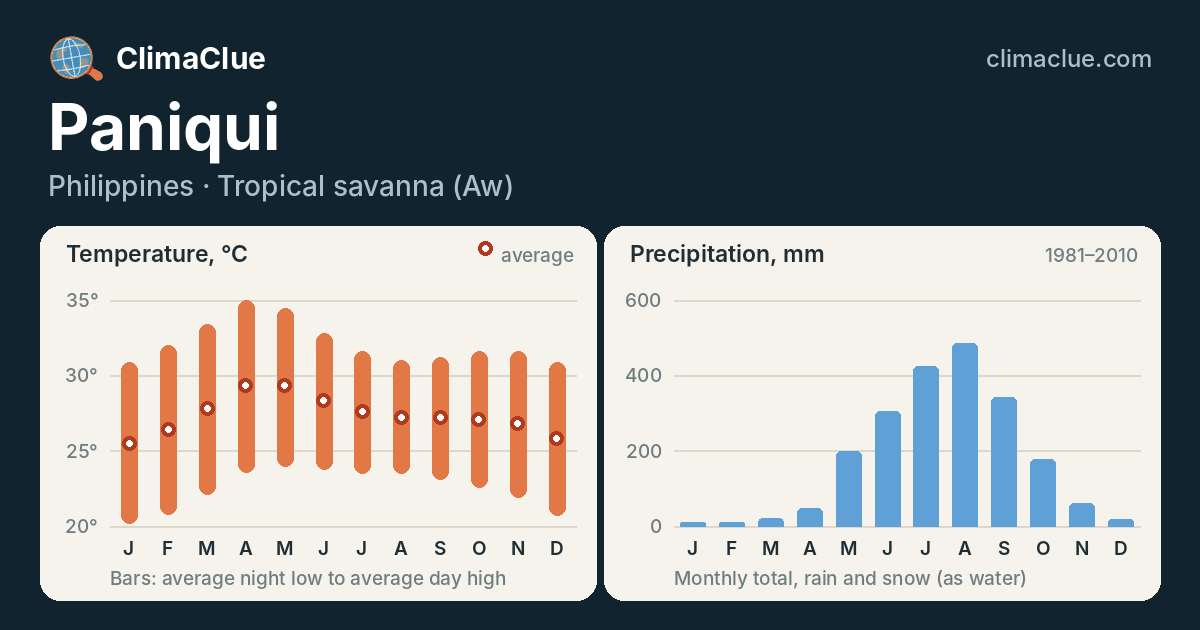 ClimaClue
climaclue.com
Paniqui
Philippines · Tropical savanna (Aw)
Temperature, °C
average
35°
30°
25°
20°
J F M A M J J A S O N D
Bars: average night low to average day high
Precipitation, mm
1981–2010
600
400
200
0
J F M A M J J A S O N D
Monthly total, rain and snow (as water)